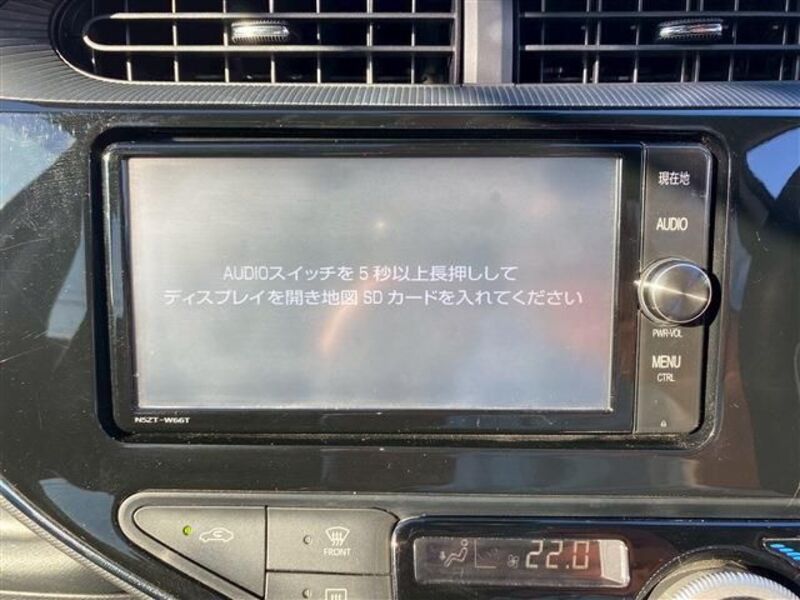 現在地
AUDIO
AUDIOスイッチを5秒以上長押しして
ディスプレイを開き地図SDカードを入れてください
PWR-VOL
MENU
CTRL
NSZT-W66T
FRONT
22.0